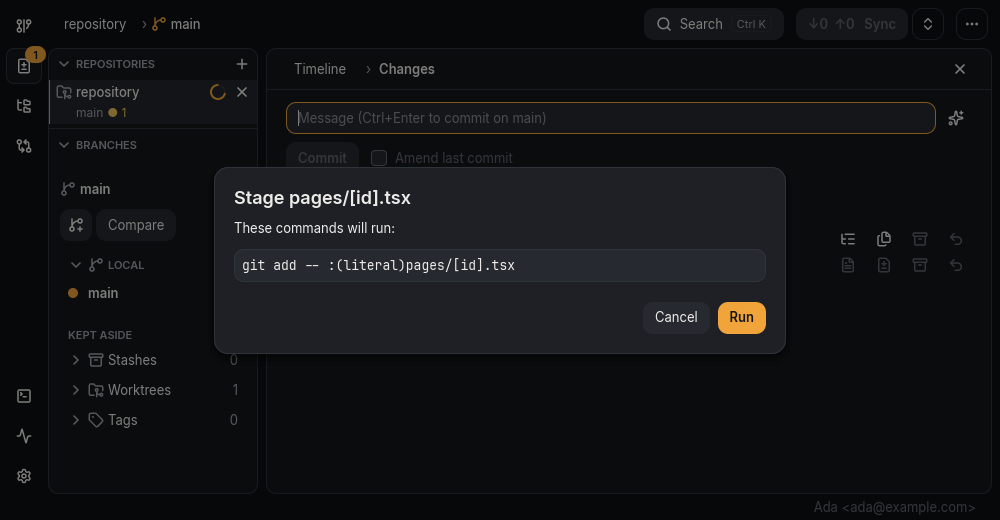 repository › main
Search Ctrl K
↓0 ↑0 Sync
1
REPOSITORIES
repository
main 1
BRANCHES
main
Compare
LOCAL
main
KEPT ASIDE
Stashes 0
Worktrees 1
Tags 0
Timeline › Changes
Message (Ctrl+Enter to commit on main)
Commit
Amend last commit
Stage pages/[id].tsx
These commands will run:
git add -- :(literal)pages/[id].tsx
Cancel
Run
Ada <ada@example.com>